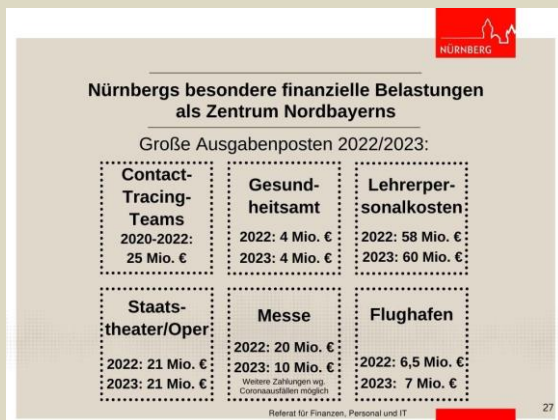 NÜRNBERG
Nürnbergs besondere finanzielle Belastungen
als Zentrum Nordbayerns
Große Ausgabenposten 2022/2023:
Contact-
Tracing-
Teams
2020-2022:
25 Mio. €
Gesund-
heitsamt
2022: 4 Mio. €
2023: 4 Mio. €
Lehrerper-
sonalkosten
2022: 58 Mio. €
2023: 60 Mio. €
Staats-
theater/Oper
2022: 21 Mio. €
2023: 21 Mio. €
Messe
2022: 20 Mio. €
2023: 10 Mio. €
Weitere Zahlungen wg.
Coronaausfällen möglich
Flughafen
2022: 6,5 Mio. €
2023: 7 Mio. €
Referat für Finanzen, Personal und IT
27